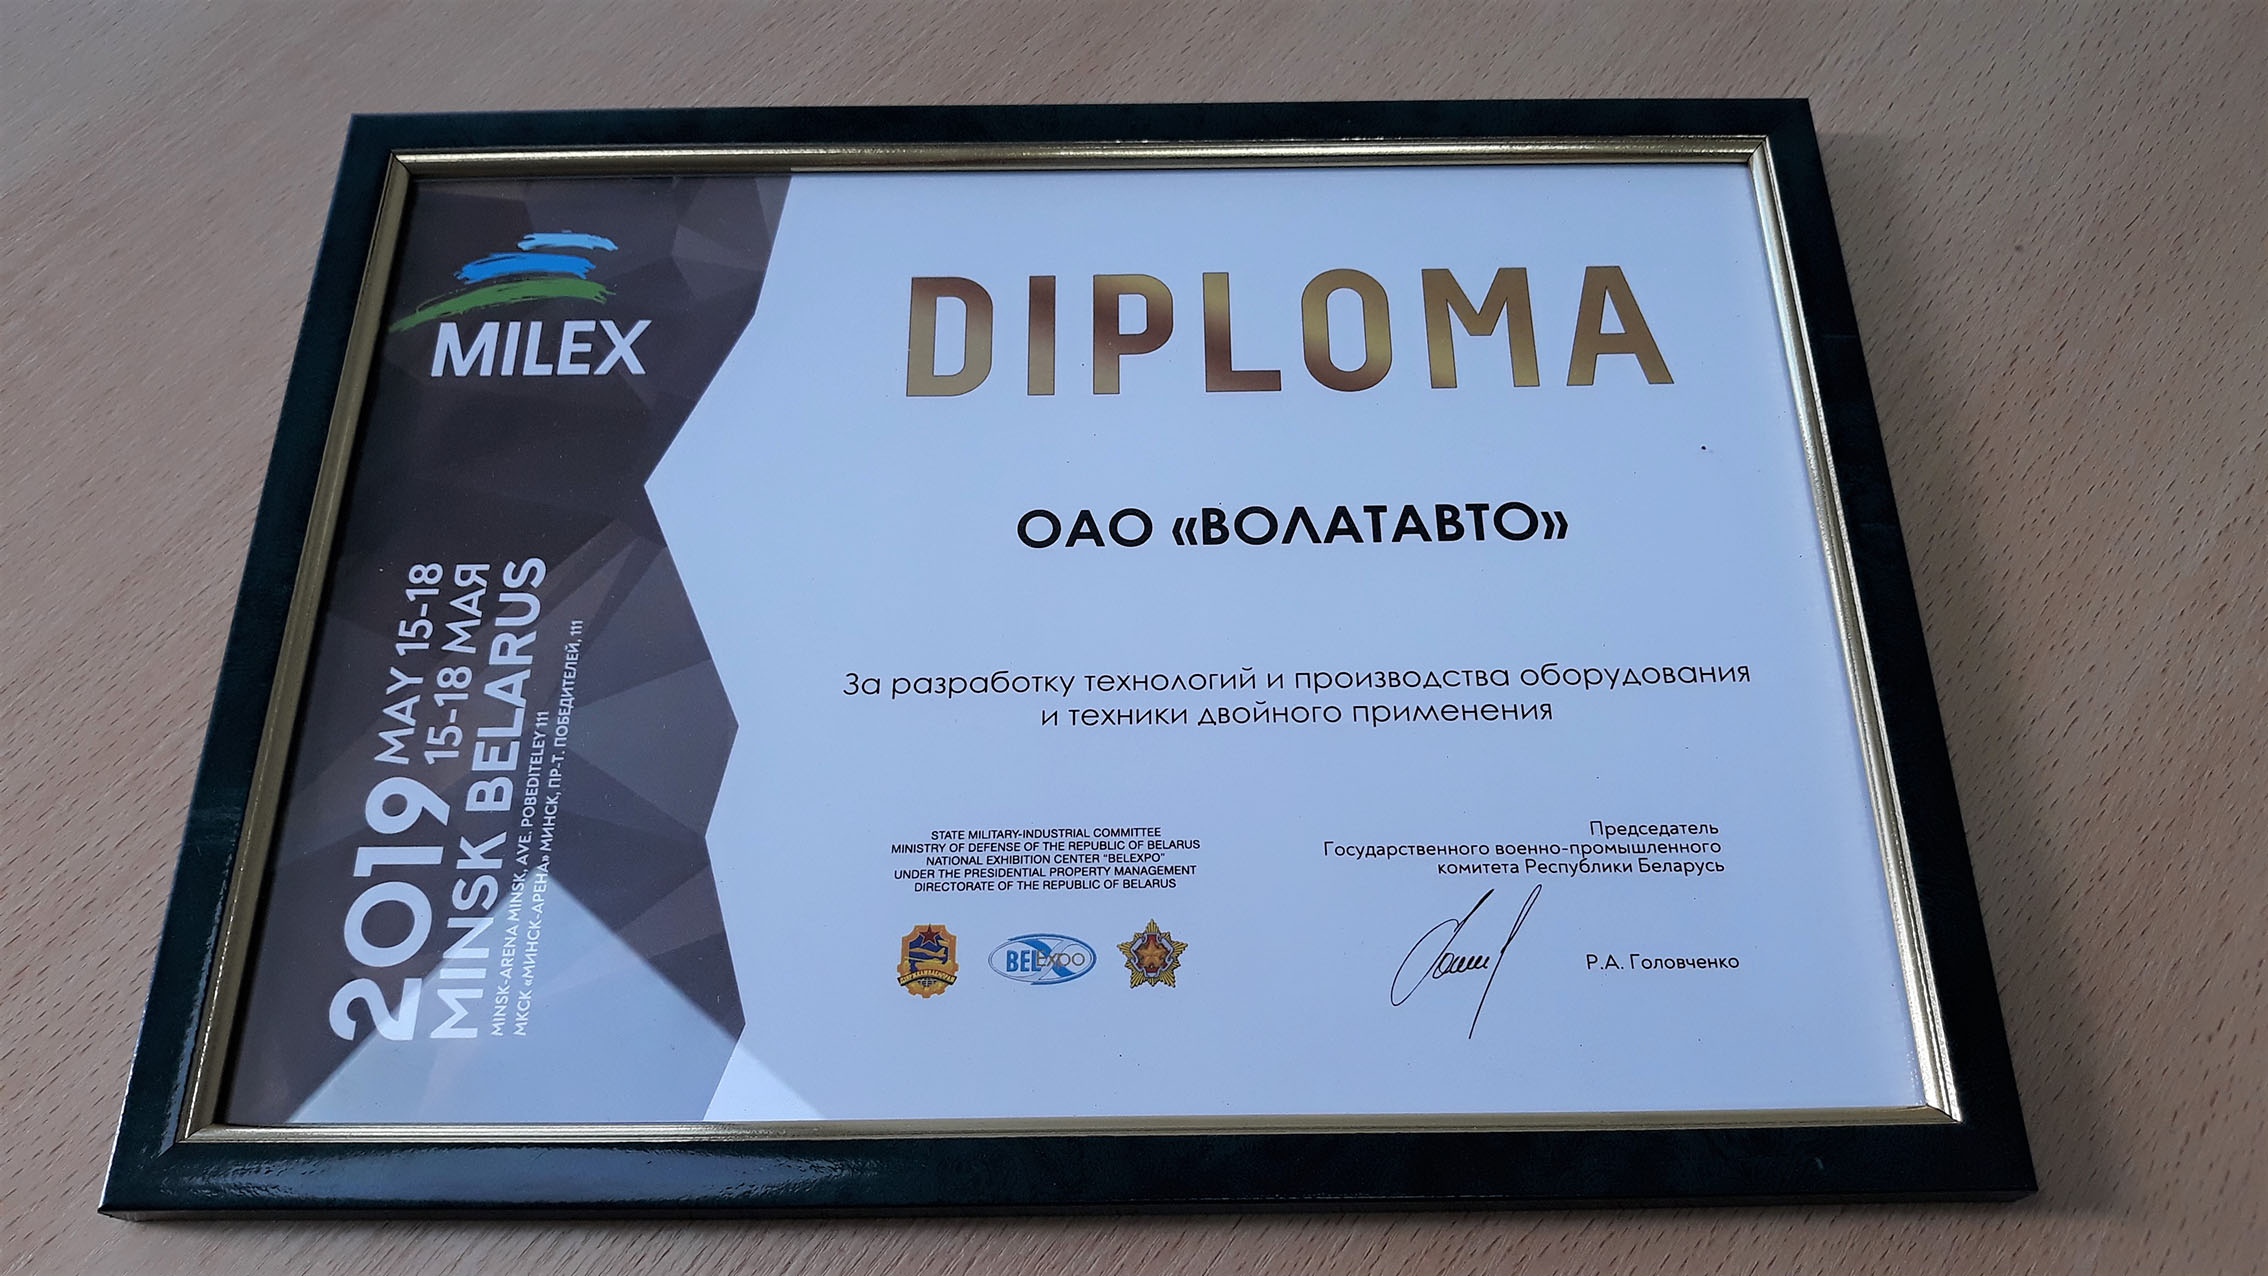 MILEX
2019
MAY 15-18
15-18 МАЯ
MINSK BELARUS
MINSK-ARENA MINSK, AVE. POBEDITELEY 111
МКСК «МИНСК-АРЕНА» МИНСК, ПР-Т. ПОБЕДИТЕЛЕЙ, 111
DIPLOMA
ОАО «ВОЛАТАВТО»
За разработку технологий и производства оборудования
и техники двойного применения
STATE MILITARY-INDUSTRIAL COMMITTEE
MINISTRY OF DEFENSE OF THE REPUBLIC OF BELARUS
NATIONAL EXHIBITION CENTER "BELEXPO"
UNDER THE PRESIDENTIAL PROPERTY MANAGEMENT
DIRECTORATE OF THE REPUBLIC OF BELARUS
BELEXPO
Председатель
Государственного военно-промышленного
комитета Республики Беларусь
Р.А. Головченко